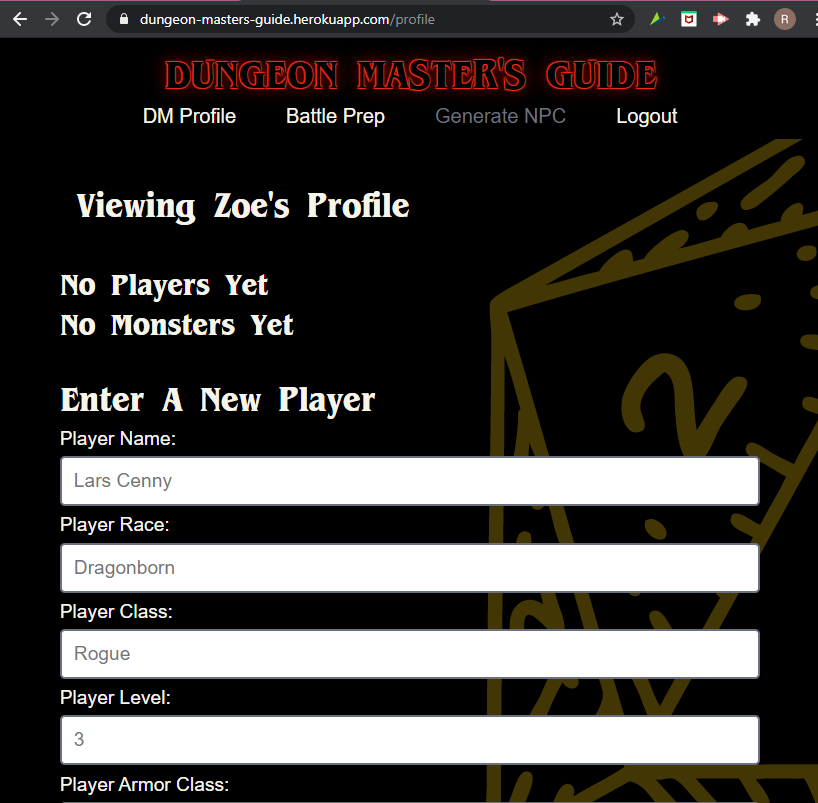 dungeon-masters-guide.herokuapp.com/profile
R
DUNGEON MASTER'S GUIDE
DM Profile Battle Prep Generate NPC Logout
Viewing Zoe's Profile
No Players Yet
No Monsters Yet
Enter A New Player
Player Name:
Lars Cenny
Player Race:
Dragonborn
Player Class:
Rogue
Player Level:
3
Player Armor Class:
2